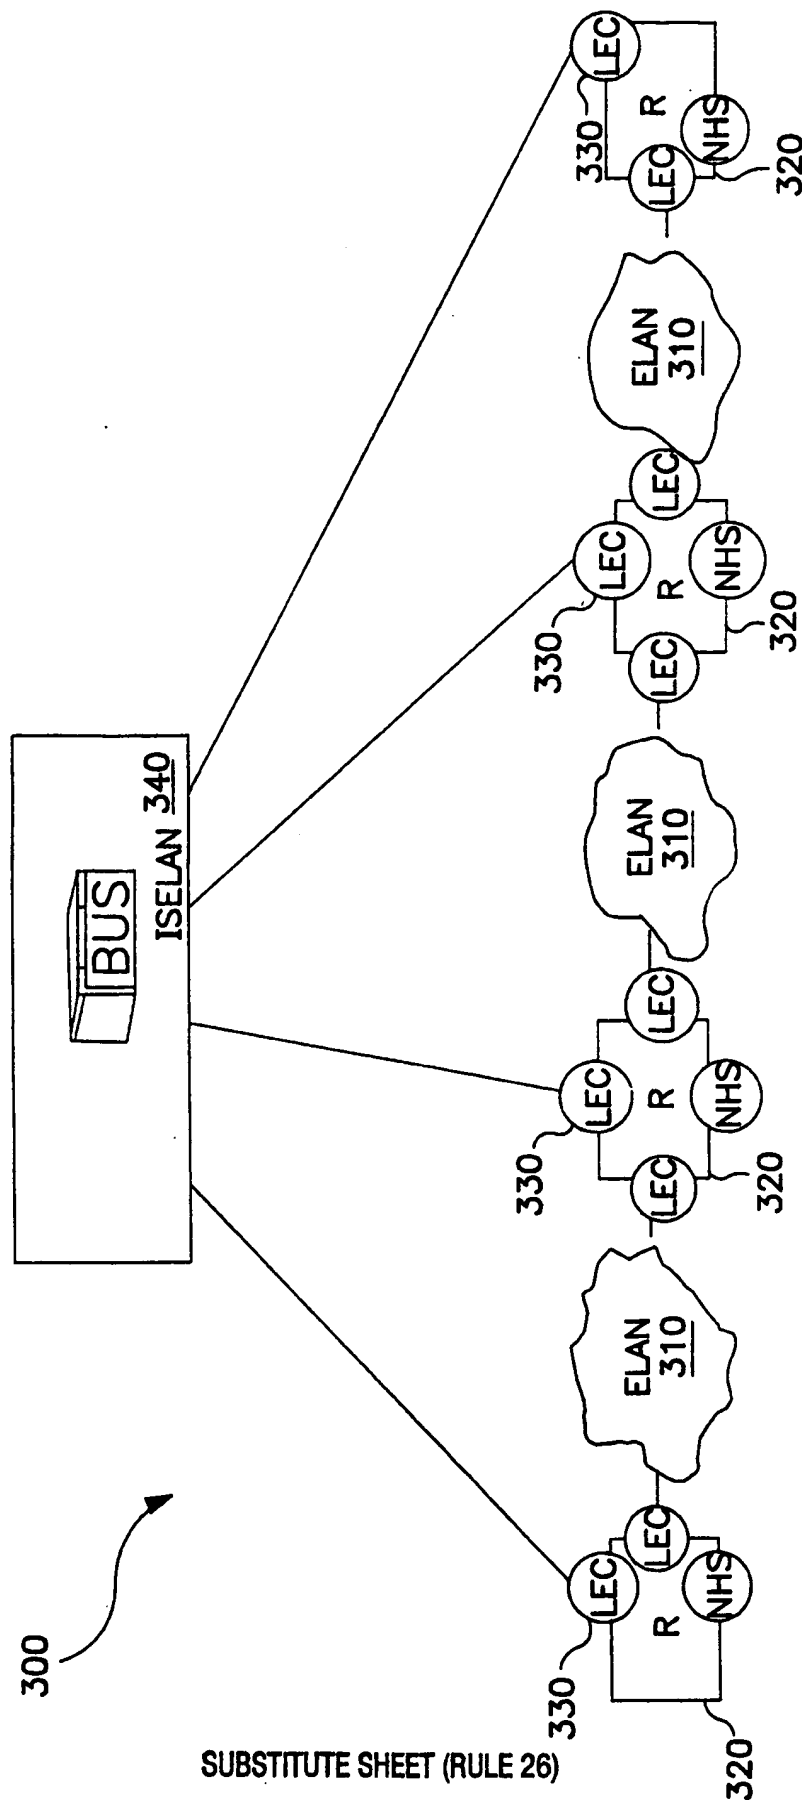 300
BUS
ISELAN 340
330
LEC
LEC
R
NHS
320
ELAN
310
330
LEC
LEC
LEC
R
NHS
320
ELAN
310
330
LEC
LEC
LEC
R
NHS
320
ELAN
310
330
LEC
LEC
R
NHS
320
SUBSTITUTE SHEET (RULE 26)